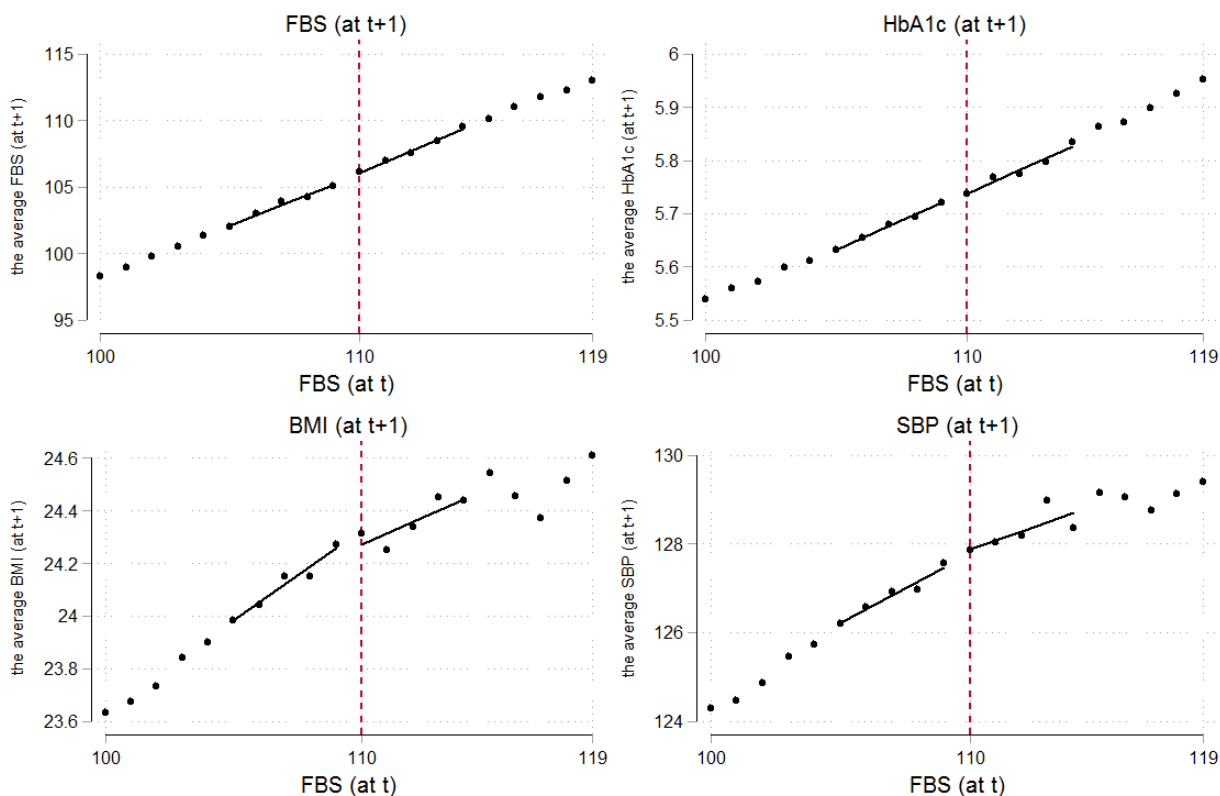 FBS (at t+1)
the average FBS (at t+1)
115
110
105
100
95
100
110
119
FBS (at t)
HbA1c (at t+1)
the average HbA1c (at t+1)
6
5.9
5.8
5.7
5.6
5.5
100
110
119
FBS (at t)
BMI (at t+1)
the average BMI (at t+1)
24.6
24.4
24.2
24
23.8
23.6
100
110
119
FBS (at t)
SBP (at t+1)
the average SBP (at t+1)
130
128
126
124
100
110
119
FBS (at t)